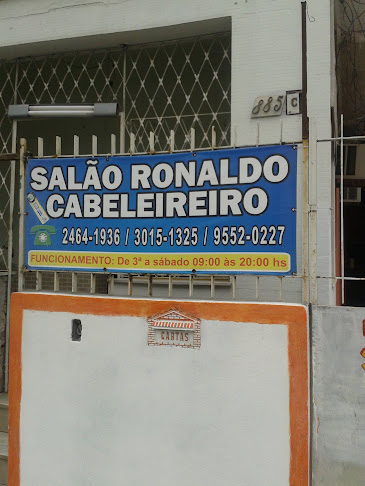 885 C
SALÃO RONALDO
CABELEIREIRO
2464-1936 / 3015-1325 / 9552-0227
FUNCIONAMENTO: De 3ª a sábado 09:00 às 20:00 hs
CARTAS